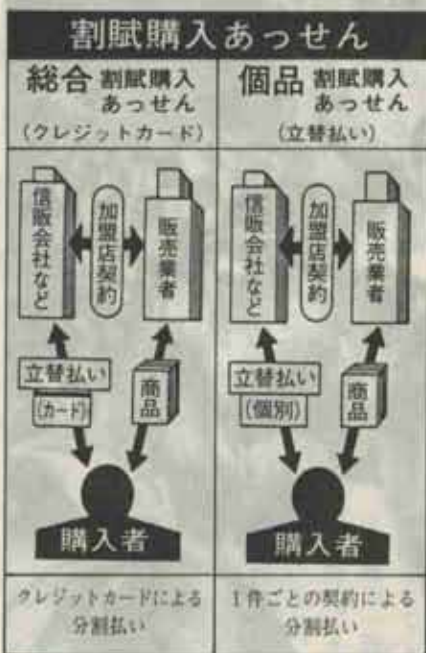 割賦購入あっせん
総合 割賦購入
あっせん
(クレジットカード)
信販会社など
加盟店契約
販売業者
立替払い
(カード)
商品
購入者
クレジットカードによる
分割払い
個品 割賦購入
あっせん
(立替払い)
信販会社など
加盟店契約
販売業者
立替払い
(個別)
商品
購入者
1件ごとの契約による
分割払い